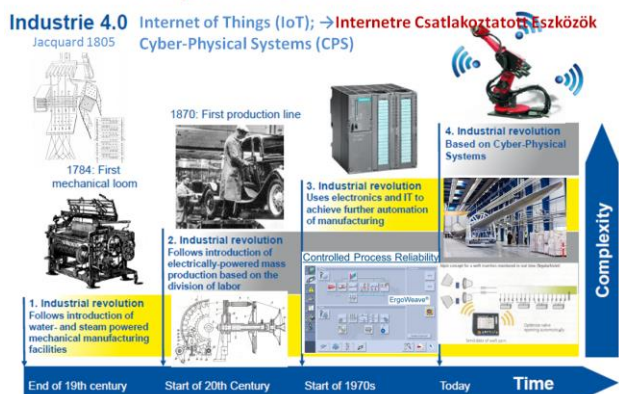 Industrie 4.0
Internet of Things (IoT); →Internetre Csatlakoztatott Eszközök
Cyber-Physical Systems (CPS)
Jacquard 1805
1784: First
mechanical loom
1870: First production line
4. Industrial revolution
Based on Cyber-Physical
Systems
3. Industrial revolution
Uses electronics and IT to
achieve further automation
of manufacturing
2. Industrial revolution
Follows introduction of
electrically-powered mass
production based on the
division of labor
Controlled Process Reliability
ErgoWeave®
1. Industrial revolution
Follows introduction of
water- and steam powered
mechanical manufacturing
facilities
Complexity
End of 19th century
Start of 20th Century
Start of 1970s
Today
Time